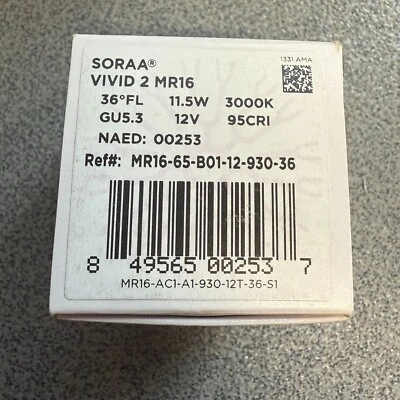 SORAA®
VIVID 2 MR16
1331 AMA
36°FL 11.5W 3000K
GU5.3 12V 95CRI
NAED: 00253
Ref#: MR16-65-B01-12-930-36
8 49565 00253 7
MR16-AC1-A1-930-12T-36-S1